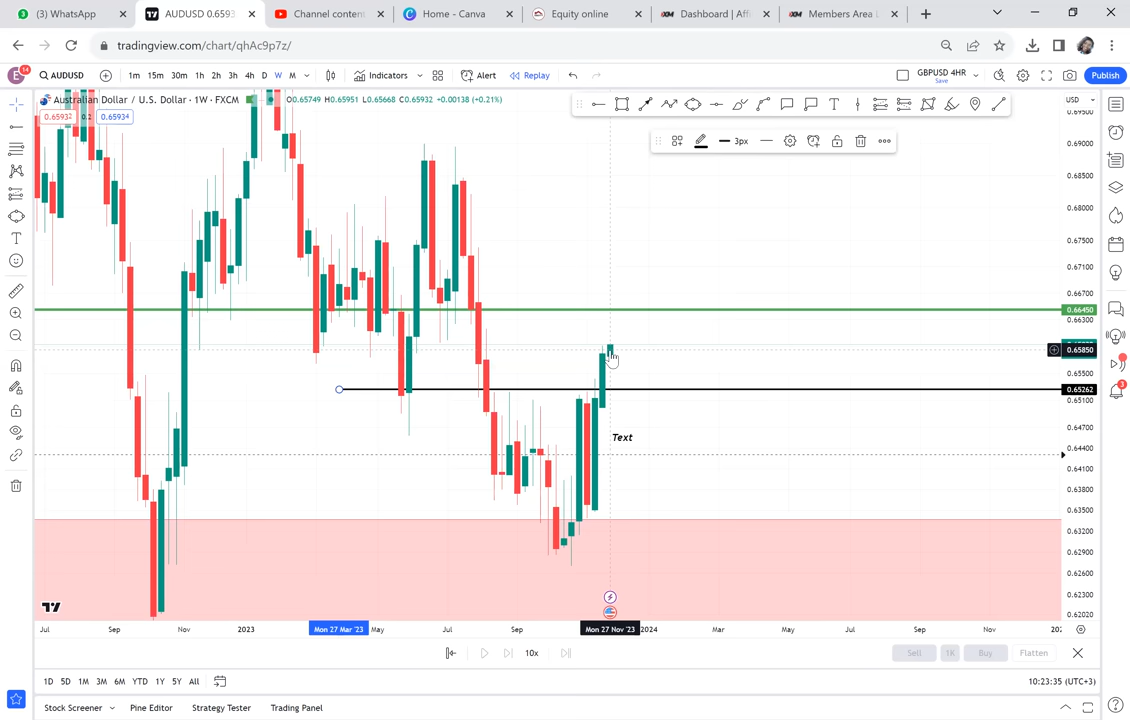 3 WhatsApp
AUDUSD 0.6593
Channel content
Home - Canva
Equity online
Dashboard | Affi
Members Area L
tradingview.com/chart/qhAc9p7z/
E 14 AUDUSD 1m 15m 30m 1h 2h 3h 4h D W M Indicators Alert Replay GBPUSD 4HR Save Publish
Australian Dollar / U.S. Dollar · 1W · FXCM O0.65749 H0.65951 L0.65668 C0.65932 +0.00138 (+0.21%) USD
0.65932 0.2 0.65934
3px
0.69000
0.68500
0.68000
0.67500
0.67100
0.66700
0.66450
0.66300
0.65850
0.65500
0.65262
0.65100
0.64700
0.64400
0.64100
0.63800
0.63500
0.63200
0.62900
0.62600
0.62300
0.62020
Text
Jul Sep Nov 2023 Mon 27 Mar '23 May Jul Sep Mon 27 Nov '23 2024 Mar May Jul Sep Nov
10x Sell 1K Buy Flatten
1D 5D 1M 3M 6M YTD 1Y 5Y All 10:23:35 (UTC+3)
Stock Screener Pine Editor Strategy Tester Trading Panel
3